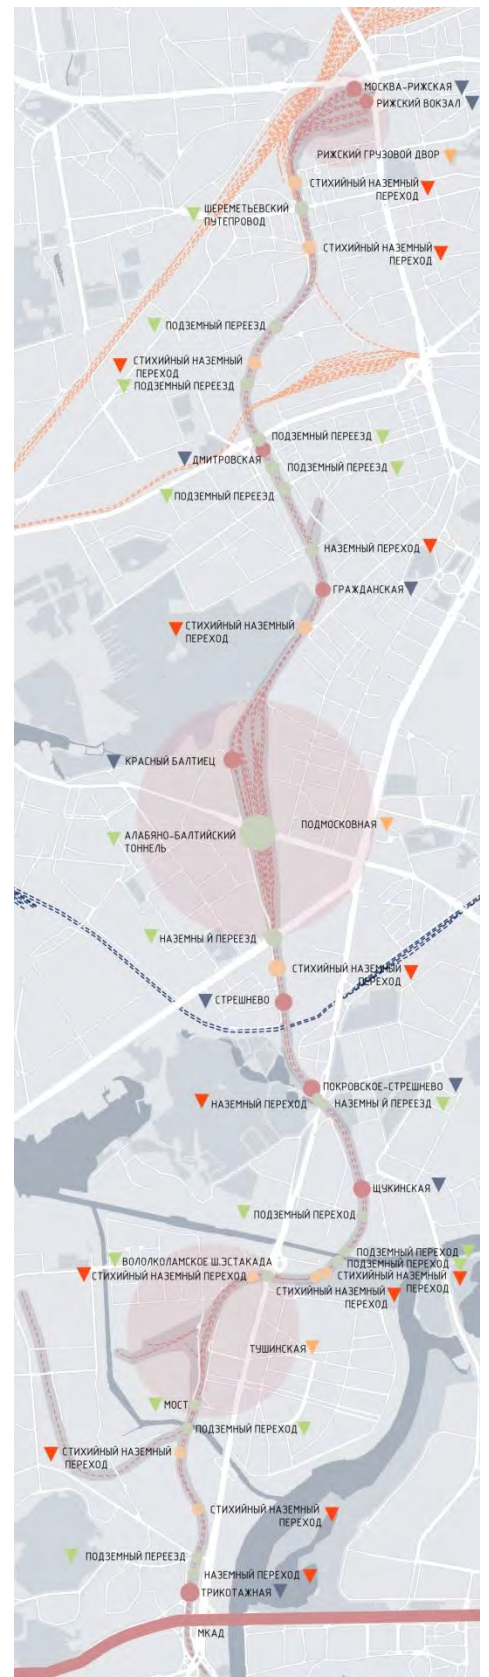 МОСКВА-РИЖСКАЯ
РИЖСКИЙ ВОКЗАЛ
РИЖСКИЙ ГРУЗОВОЙ ДВОР
СТИХИЙНЫЙ НАЗЕМНЫЙ
ПЕРЕХОД
ШЕРЕМЕТЬЕВСКИЙ
ПУТЕПРОВОД
СТИХИЙНЫЙ НАЗЕМНЫЙ
ПЕРЕХОД
ПОДЗЕМНЫЙ ПЕРЕЕЗД
СТИХИЙНЫЙ НАЗЕМНЫЙ
ПЕРЕХОД
ПОДЗЕМНЫЙ ПЕРЕЕЗД
ПОДЗЕМНЫЙ ПЕРЕЕЗД
ДМИТРОВСКАЯ
ПОДЗЕМНЫЙ ПЕРЕЕЗД
ПОДЗЕМНЫЙ ПЕРЕЕЗД
НАЗЕМНЫЙ ПЕРЕХОД
ГРАЖДАНСКАЯ
СТИХИЙНЫЙ НАЗЕМНЫЙ
ПЕРЕХОД
КРАСНЫЙ БАЛТИЕЦ
ПОДМОСКОВНАЯ
АЛАБЯНО-БАЛТИЙСКИЙ
ТОННЕЛЬ
НАЗЕМНЫ Й ПЕРЕЕЗД
СТИХИЙНЫЙ НАЗЕМНЫЙ
ПЕРЕХОД
СТРЕШНЕВО
ПОКРОВСКОЕ-СТРЕШНЕВО
НАЗЕМНЫЙ ПЕРЕХОД
НАЗЕМНЫ Й ПЕРЕЕЗД
ЩУКИНСКАЯ
ПОДЗЕМНЫЙ ПЕРЕХОД
ПОДЗЕМНЫЙ ПЕРЕХОД
ВОЛОЛКОЛАМСКОЕ Ш.ЭСТАКАДА
ПОДЗЕМНЫЙ ПЕРЕХОД
СТИХИЙНЫЙ НАЗЕМНЫЙ ПЕРЕХОД
СТИХИЙНЫЙ НАЗЕМНЫЙ
ПЕРЕХОД
СТИХИЙНЫЙ НАЗЕМНЫЙ
ПЕРЕХОД
ТУШИНСКАЯ
МОСТ
ПОДЗЕМНЫЙ ПЕРЕХОД
СТИХИЙНЫЙ НАЗЕМНЫЙ
ПЕРЕХОД
СТИХИЙНЫЙ НАЗЕМНЫЙ
ПЕРЕХОД
ПОДЗЕМНЫЙ ПЕРЕЕЗД
НАЗЕМНЫЙ ПЕРЕХОД
ТРИКОТАЖНАЯ
МКАД